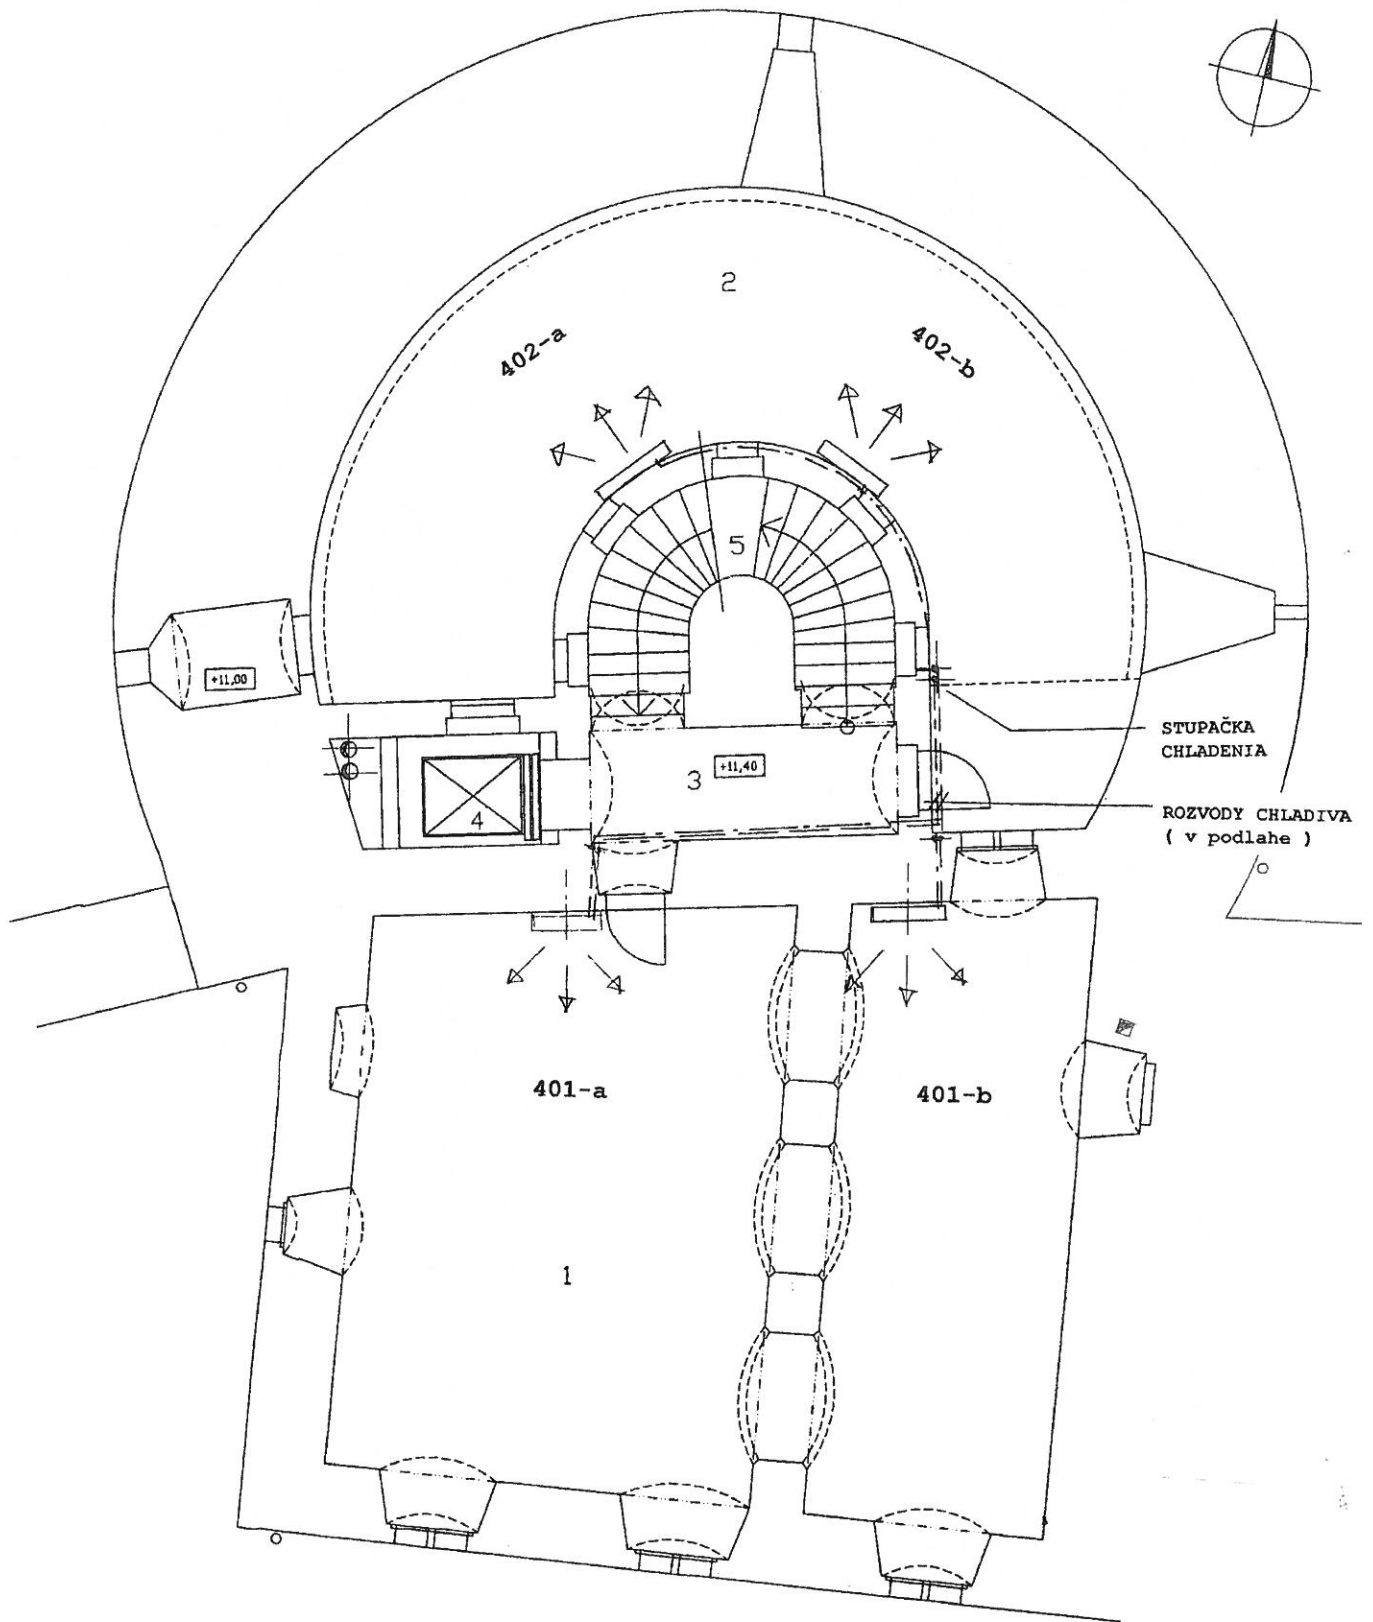 2
402-a
402-b
5
+11,00
STUPAČKA
CHLADENIA
3
+11,40
4
ROZVODY CHLADIVA
( v podlahe )
401-a
401-b
1